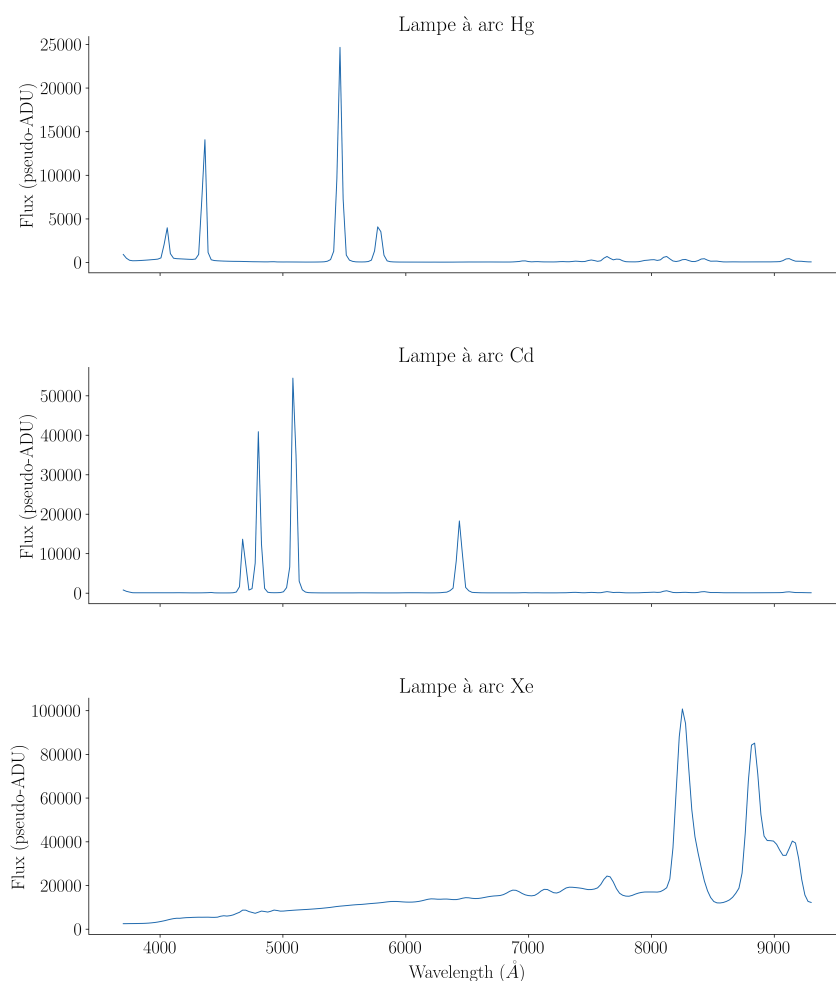 Lampe à arc Hg
25000
20000
15000
10000
5000
0
Flux (pseudo-ADU)
Lampe à arc Cd
50000
40000
30000
20000
10000
0
Flux (pseudo-ADU)
Lampe à arc Xe
100000
80000
60000
40000
20000
0
Flux (pseudo-ADU)
4000 5000 6000 7000 8000 9000
Wavelength (Å)